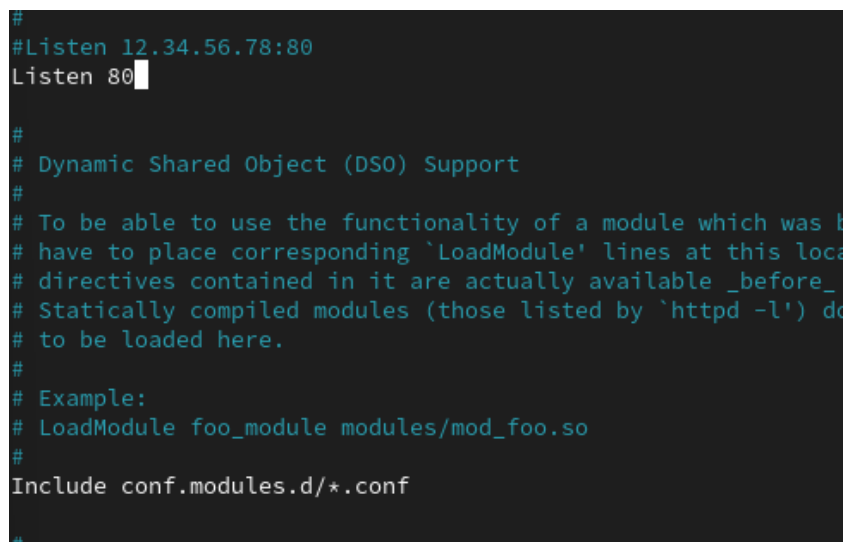 #
#Listen 12.34.56.78:80
Listen 80
#
# Dynamic Shared Object (DSO) Support
#
# To be able to use the functionality of a module which was
# have to place corresponding `LoadModule' lines at this
# directives contained in it are actually available _before_
# Statically compiled modules (those listed by `httpd -l')
# to be loaded here.
#
# Example:
# LoadModule foo_module modules/mod_foo.so
#
Include conf.modules.d/*.conf
#